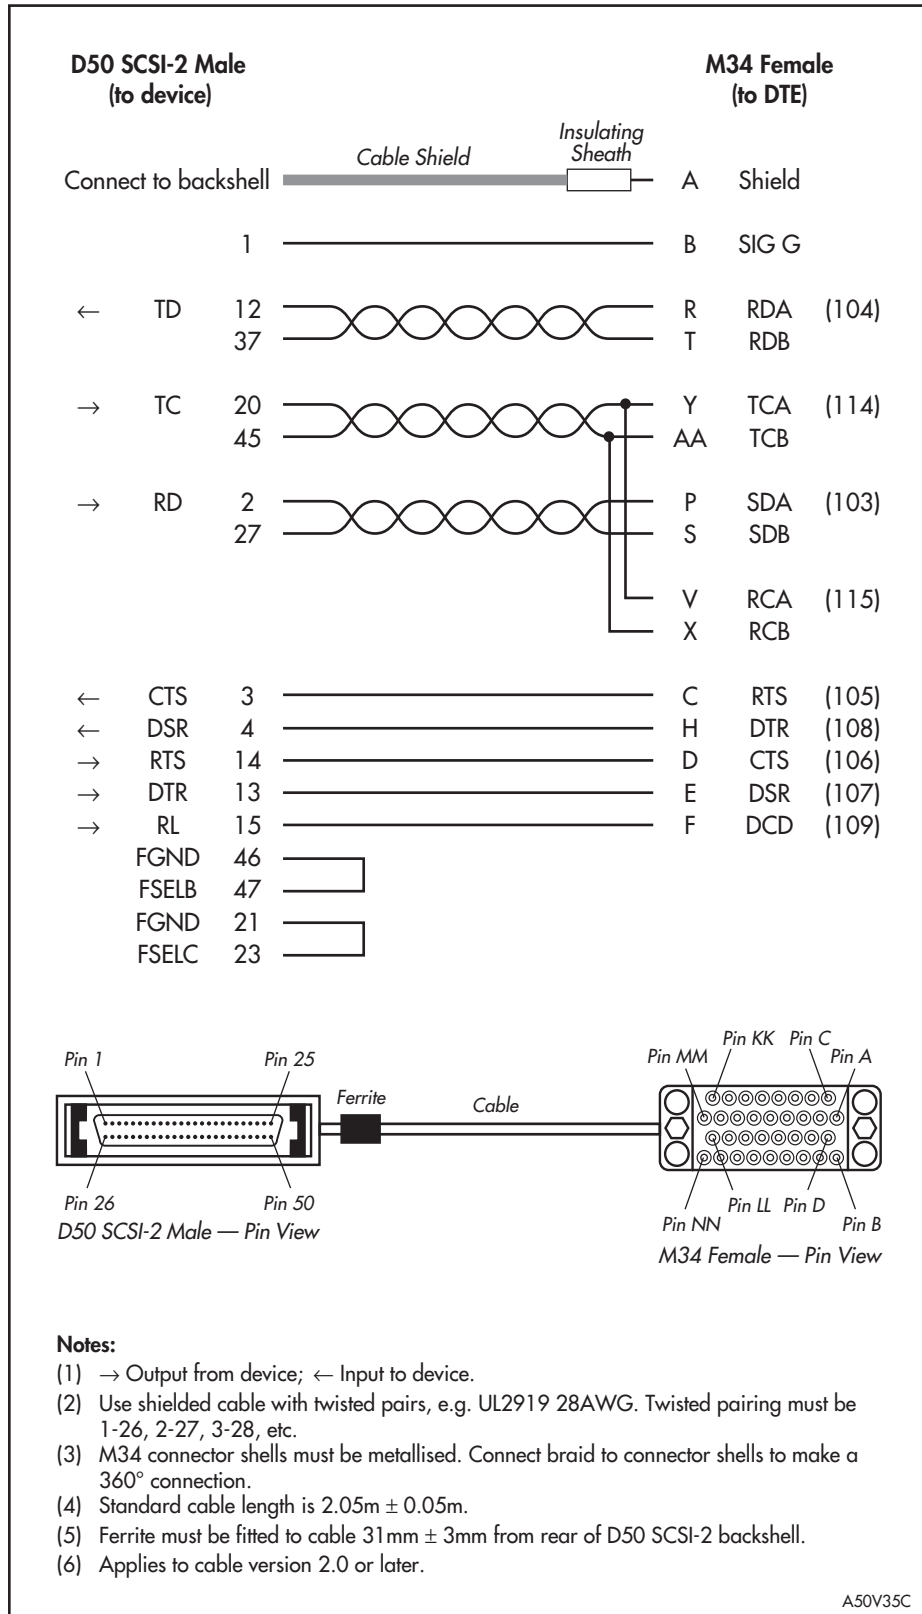 D50 SCSI-2 Male M34 Female
(to device) (to DTE)
Insulating
Cable Shield Sheath
Connect to backshell A Shield
1 B SIG G
← TD 12 R RDA (104)
37 T RDB
→ TC 20 Y TCA (114)
45 AA TCB
→ RD 2 P SDA (103)
27 S SDB
V RCA (115)
X RCB
← CTS 3 C RTS (105)
← DSR 4 H DTR (108)
→ RTS 14 D CTS (106)
→ DTR 13 E DSR (107)
→ RL 15 F DCD (109)
FGND 46
FSELB 47
FGND 21
FSELC 23
Pin KK Pin C
Pin 1 Pin 25 Pin MM Pin A
Ferrite Cable
Pin 26 Pin 50 Pin LL Pin D
Pin NN Pin B
D50 SCSI-2 Male — Pin View
M34 Female — Pin View
Notes:
(1) → Output from device; ← Input to device.
(2) Use shielded cable with twisted pairs, e.g. UL2919 28AWG. Twisted pairing must be
1-26, 2-27, 3-28, etc.
(3) M34 connector shells must be metallised. Connect braid to connector shells to make a
360° connection.
(4) Standard cable length is 2.05m ± 0.05m.
(5) Ferrite must be fitted to cable 31mm ± 3mm from rear of D50 SCSI-2 backshell.
(6) Applies to cable version 2.0 or later.
A50V35C